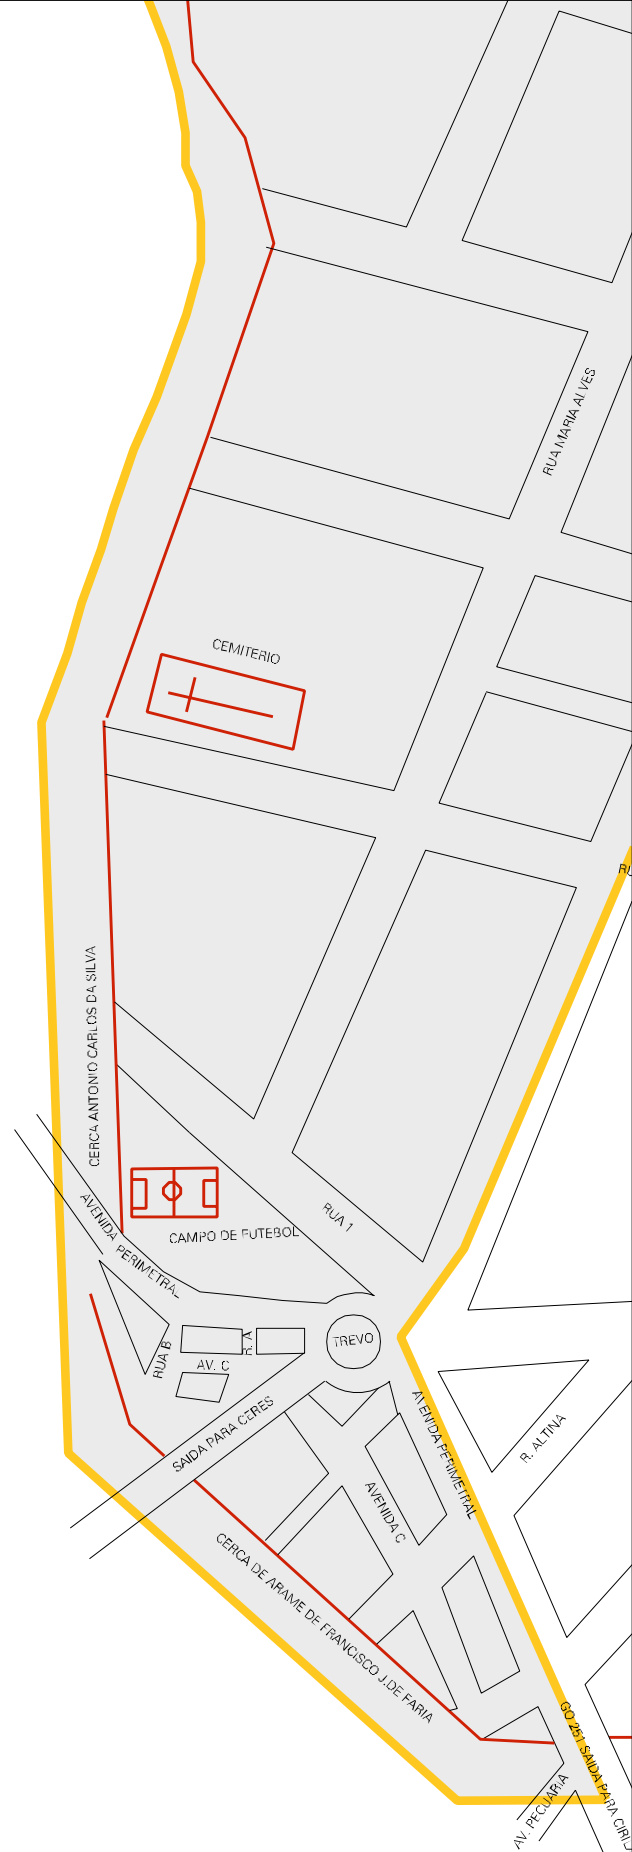 RUA MARIA ALVES
CEMITERIO
CERCA ANTONIO CARLOS DA SILVA
AVENIDA PERIMETRAL
CAMPO DE FUTEBOL
RUA 1
TREVO
RUA B
R. A
AV. C
SAIDA PARA CERES
AVENIDA PERIMETRAL
R. ALTINA
AVENIDA C
CERCA DE ARAME DE FRANCISCO J.DE FARIA
GO 251 SAIDA PARA
AV. PECUARIA